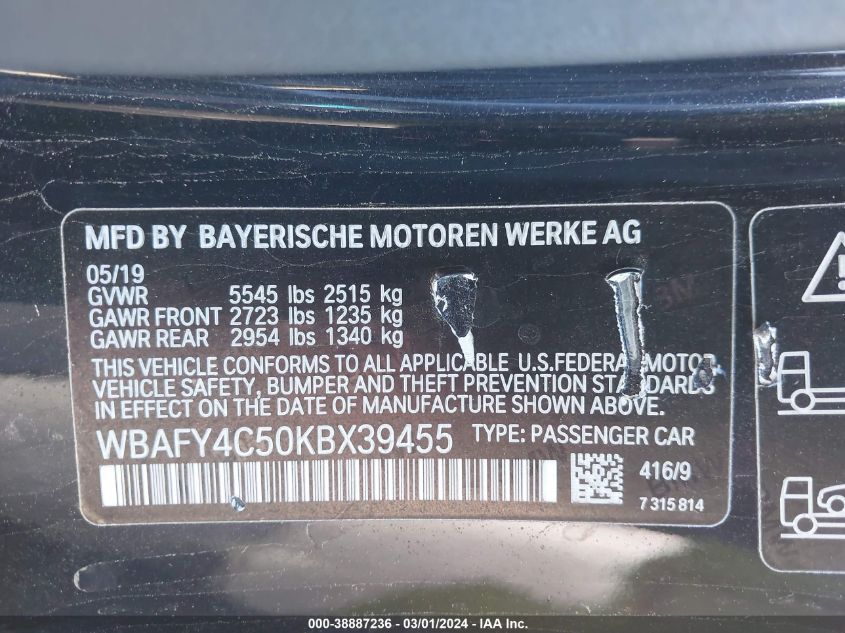 MFD BY BAYERISCHE MOTOREN WERKE AG
05/19
GVWR 5545 lbs 2515 kg
GAWR FRONT 2723 lbs 1235 kg
GAWR REAR 2954 lbs 1340 kg
THIS VEHICLE CONFORMS TO ALL APPLICABLE U.S.FEDERAL MOTOR
VEHICLE SAFETY, BUMPER AND THEFT PREVENTION STANDARDS
IN EFFECT ON THE DATE OF MANUFACTURE SHOWN ABOVE.
WBAFY4C50KBX39455 TYPE: PASSENGER CAR
416/9
7 315 814
000-38887236 - 03/01/2024 - IAA Inc.